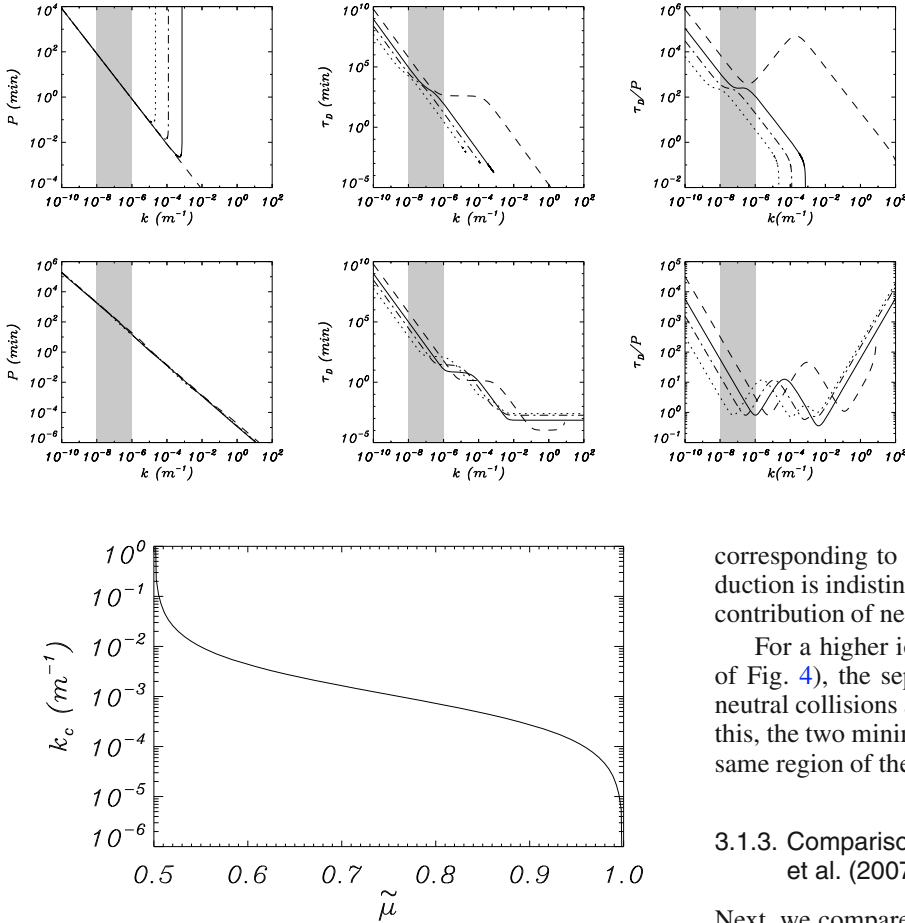 P (min)
10⁴
10²
10⁰
10⁻²
10⁻⁴
10⁻¹⁰ 10⁻⁸ 10⁻⁶ 10⁻⁴ 10⁻² 10⁰ 10²
k (m⁻¹)
τ_D (min)
10¹⁰
10⁵
10⁰
10⁻⁵
10⁻¹⁰ 10⁻⁸ 10⁻⁶ 10⁻⁴ 10⁻² 10⁰ 10²
k (m⁻¹)
τ_D/P
10⁶
10⁴
10²
10⁰
10⁻²
10⁻¹⁰ 10⁻⁸ 10⁻⁶ 10⁻⁴ 10⁻² 10⁰ 10²
k(m⁻¹)
P (min)
10⁶
10⁴
10²
10⁰
10⁻²
10⁻⁴
10⁻⁶
10⁻¹⁰ 10⁻⁸ 10⁻⁶ 10⁻⁴ 10⁻² 10⁰ 10²
k (m⁻¹)
τ_D (min)
10¹⁰
10⁵
10⁰
10⁻⁵
10⁻¹⁰ 10⁻⁸ 10⁻⁶ 10⁻⁴ 10⁻² 10⁰ 10²
k (m⁻¹)
τ_D/P
10⁵
10⁴
10³
10²
10¹
10⁰
10⁻¹
10⁻¹⁰ 10⁻⁸ 10⁻⁶ 10⁻⁴ 10⁻² 10⁰ 10²
k(m⁻¹)
k_c (m⁻¹)
10⁰
10⁻¹
10⁻²
10⁻³
10⁻⁴
10⁻⁵
10⁻⁶
0.5 0.6 0.7 0.8 0.9 1.0
μ̃
corresponding to
duction is indistin
contribution of ne
For a higher i
of Fig. 4), the sep
neutral collisions
this, the two mini
same region of the
3.1.3. Compariso
et al. (2007
Next, we compare